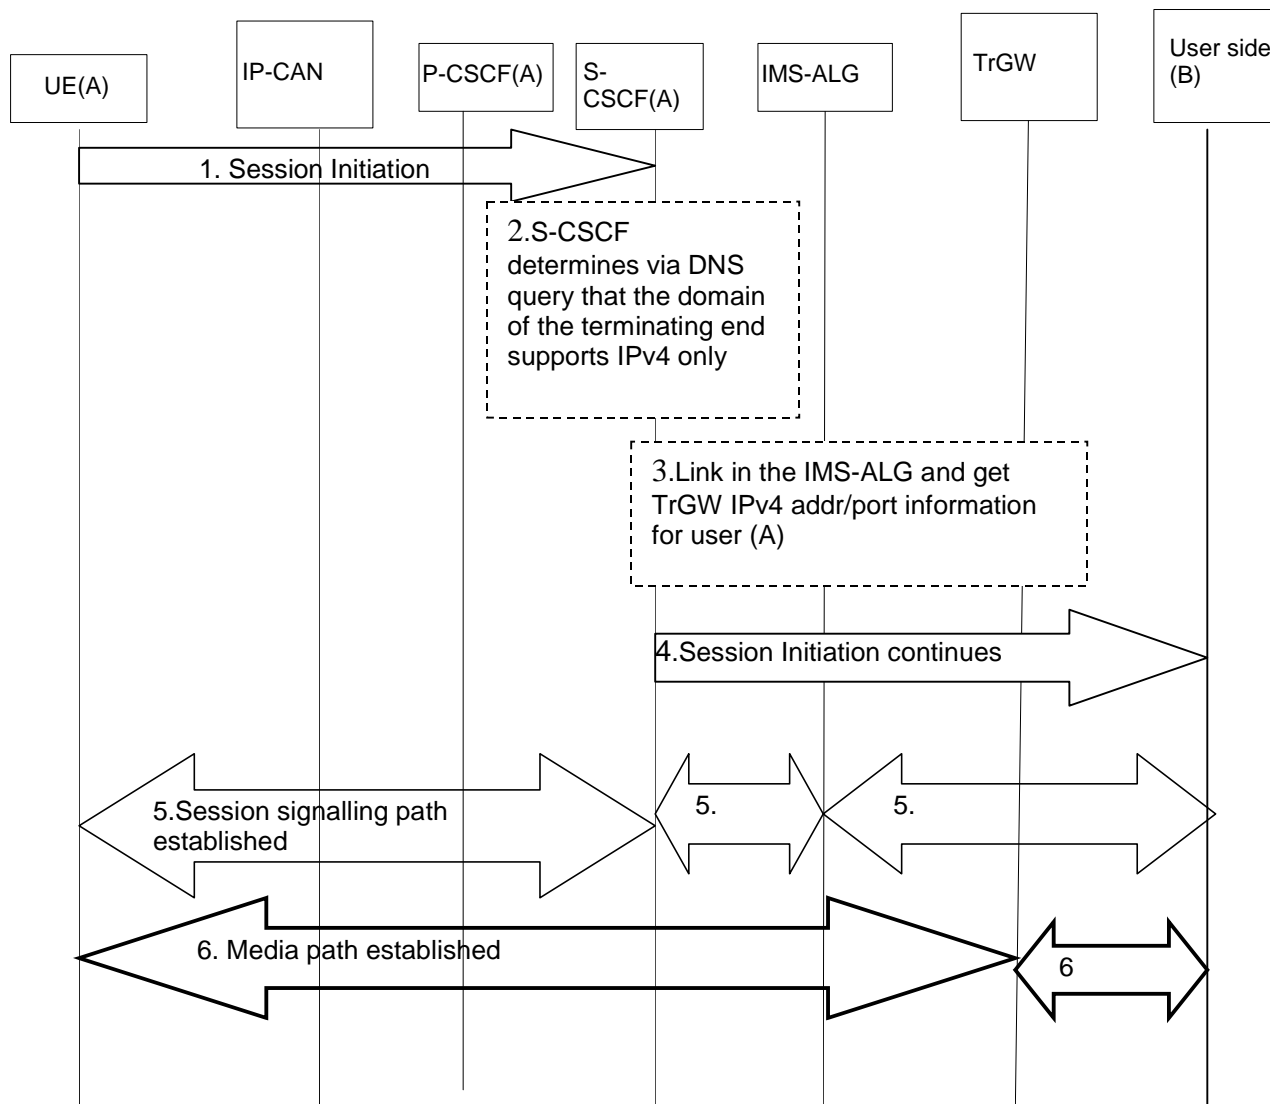 UE(A)
IP-CAN
P-CSCF(A)
S-
CSCF(A)
IMS-ALG
TrGW
User side
(B)
1. Session Initiation
2.S-CSCF
determines via DNS
query that the domain
of the terminating end
supports IPv4 only
3.Link in the IMS-ALG and get
TrGW IPv4 addr/port information
for user (A)
4.Session Initiation continues
5.Session signalling path
established
5.
5.
6. Media path established
6